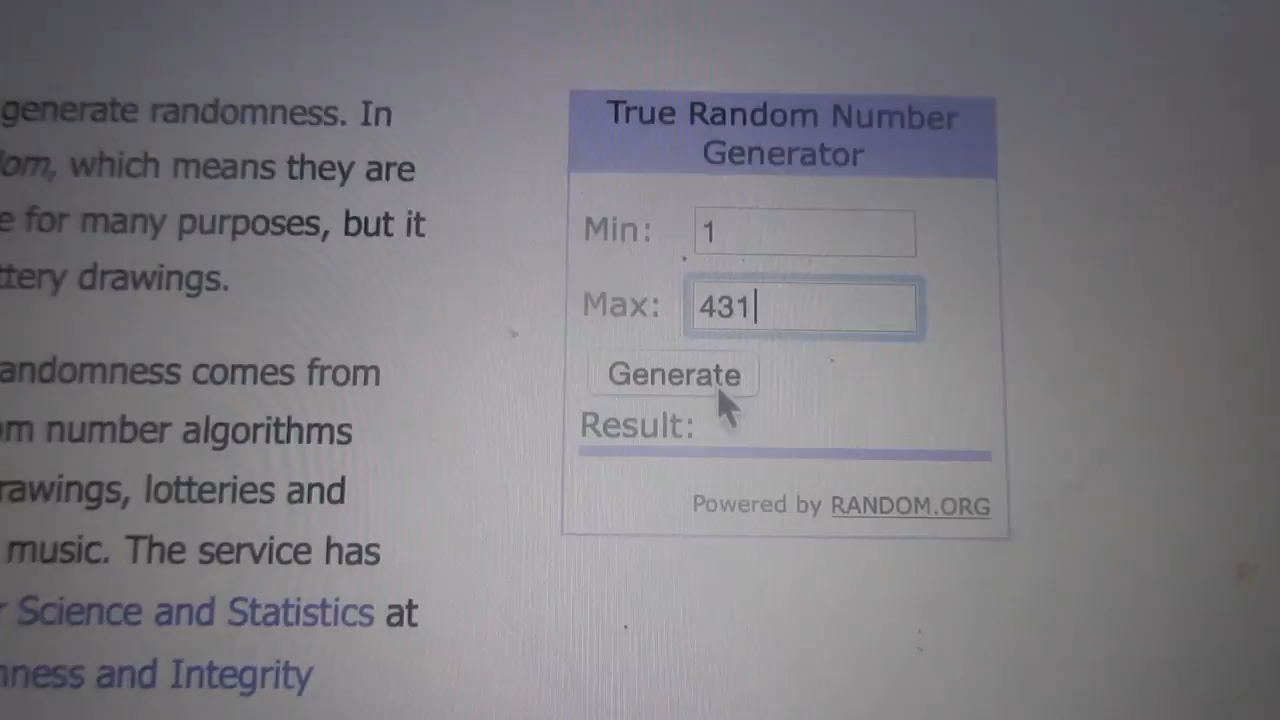 generate randomness. In
om, which means they are
e for many purposes, but it
ttery drawings.
andomness comes from
om number algorithms
rawings, lotteries and
music. The service has
r Science and Statistics at
nness and Integrity
True Random Number
Generator
Min: 1
Max: 431
Generate
Result:
Powered by RANDOM.ORG